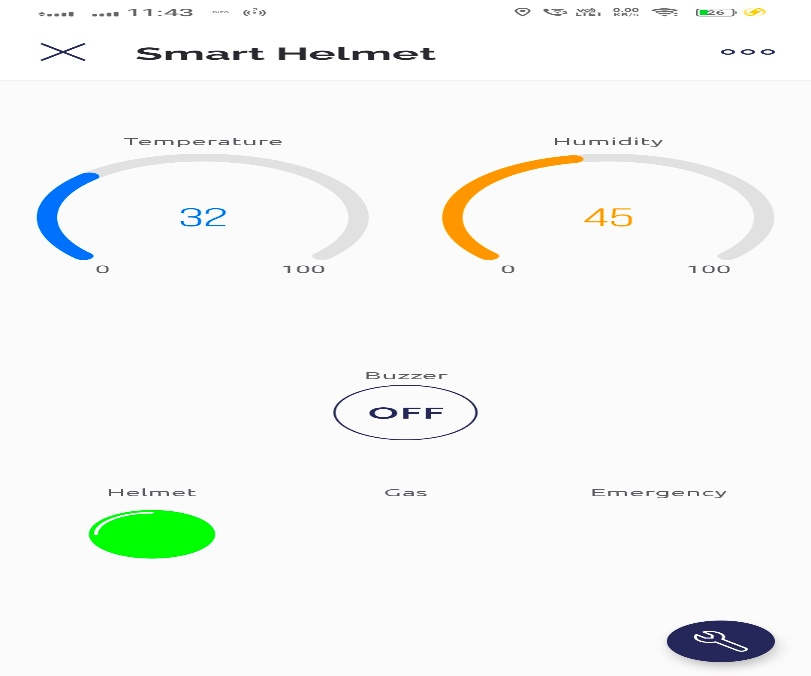 11:43 26
Smart Helmet
Temperature Humidity
32 45
0 100 0 100
Buzzer
OFF
Helmet Gas Emergency